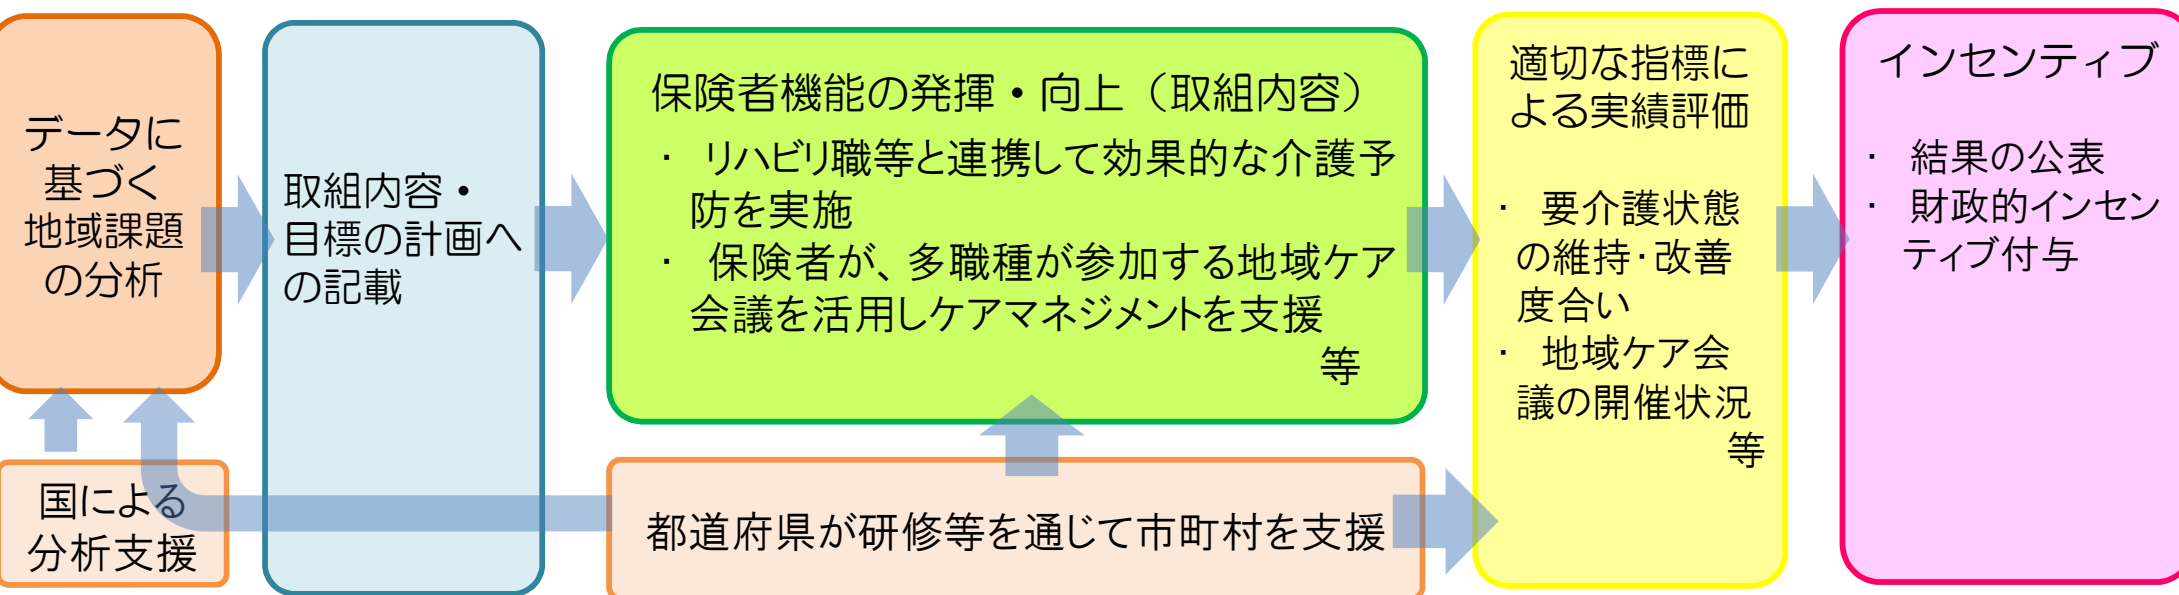 データに
基づく
地域課題
の分析
国による
分析支援
取組内容・
目標の計画へ
の記載
保険者機能の発揮・向上（取組内容）
・ リハビリ職等と連携して効果的な介護予
防を実施
・ 保険者が、多職種が参加する地域ケア
会議を活用しケアマネジメントを支援
等
都道府県が研修等を通じて市町村を支援
適切な指標に
よる実績評価
・ 要介護状態
の維持・改善
度合い
・ 地域ケア会
議の開催状況
等
インセンティブ
・ 結果の公表
・ 財政的インセン
ティブ付与